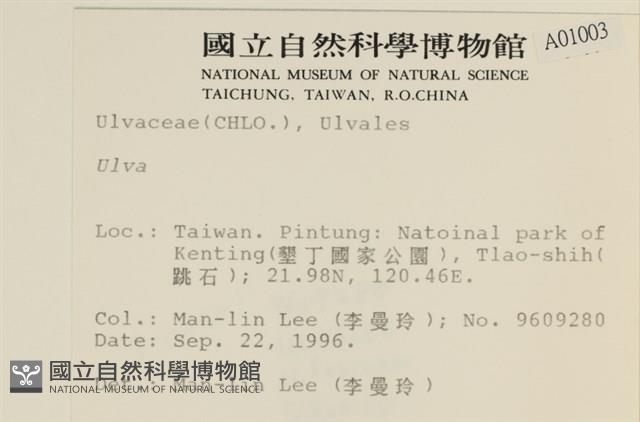 國立自然科學博物館
A01003
NATIONAL MUSEUM OF NATURAL SCIENCE
TAICHUNG, TAIWAN, R.O.CHINA
Ulvaceae(CHLO.), Ulvales
Ulva
Loc.: Taiwan. Pintung: Natoinal park of
Kenting(墾丁國家公園), Tlao-shih(
跳石); 21.98N, 120.46E.
Col.: Man-lin Lee (李曼玲); No. 9609280
Date: Sep. 22, 1996.
Det.: Man-lin Lee (李曼玲)
國立自然科學博物館
NATIONAL MUSEUM OF NATURAL SCIENCE